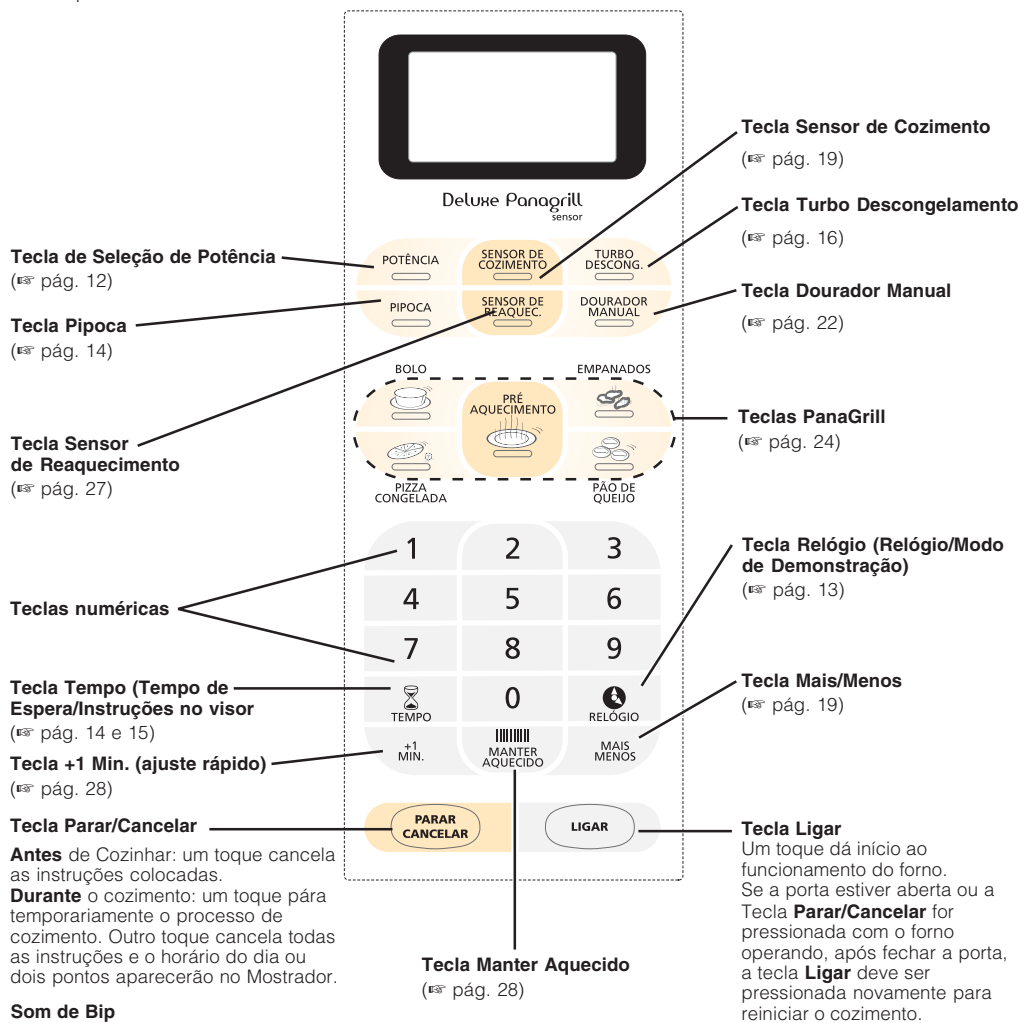 Deluxe Panagrill
sensor
Tecla de Seleção de Potência
(☞ pág. 12)
Tecla Pipoca
(☞ pág. 14)
Tecla Sensor
de Reaquecimento
(☞ pág. 27)
Teclas numéricas
Tecla Tempo (Tempo de
Espera/Instruções no visor
(☞ pág. 14 e 15)
Tecla +1 Min. (ajuste rápido)
(☞ pág. 28)
Tecla Parar/Cancelar
Antes de Cozinhar: um toque cancela
as instruções colocadas.
Durante o cozimento: um toque pára
temporariamente o processo de
cozimento. Outro toque cancela todas
as instruções e o horário do dia ou
dois pontos aparecerão no Mostrador.
Som de Bip
POTÊNCIA
SENSOR DE
COZIMENTO
TURBO
DESCONG.
PIPOCA
SENSOR DE
REAQUEC.
DOURADOR
MANUAL
BOLO
EMPANADOS
PRÉ
AQUECIMENTO
PIZZA
CONGELADA
PÃO DE
QUEIJO
1 2 3
4 5 6
7 8 9
TEMPO
0
RELÓGIO
+1
MIN.
MANTER
AQUECIDO
MAIS
MENOS
PARAR
CANCELAR
LIGAR
Tecla Manter Aquecido
(☞ pág. 28)
Tecla Sensor de Cozimento
(☞ pág. 19)
Tecla Turbo Descongelamento
(☞ pág. 16)
Tecla Dourador Manual
(☞ pág. 22)
Teclas PanaGrill
(☞ pág. 24)
Tecla Relógio (Relógio/Modo
de Demonstração)
(☞ pág. 13)
Tecla Mais/Menos
(☞ pág. 19)
Tecla Ligar
Um toque dá início ao
funcionamento do forno.
Se a porta estiver aberta ou a
Tecla Parar/Cancelar for
pressionada com o forno
operando, após fechar a porta,
a tecla Ligar deve ser
pressionada novamente para
reiniciar o cozimento.